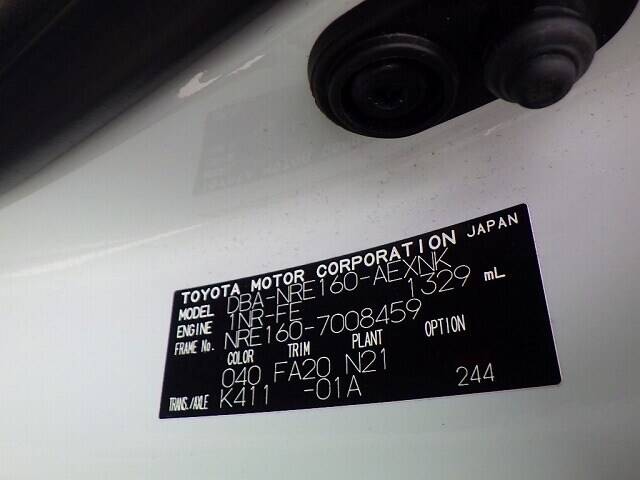 TOYOTA MOTOR CORPORATION JAPAN
MODEL DBA-NRE160-AEXNK
ENGINE 1NR-FE 1329 mL
FRAME No. NRE160-7008459
COLOR TRIM PLANT OPTION
040 FA20 N21
TRANS./AXLE K411 -01A 244